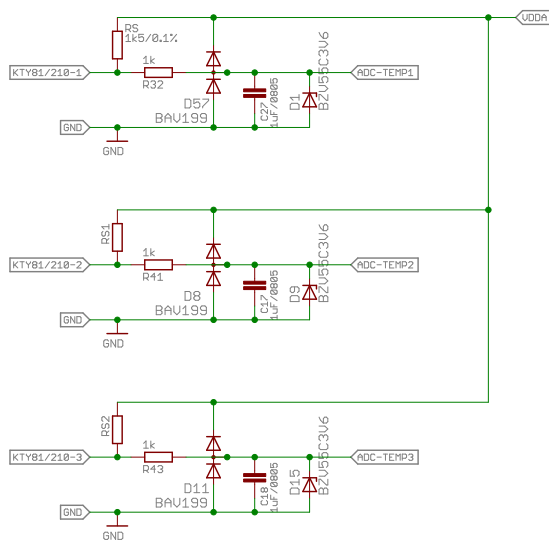 RS
1k5/0.1%
VDDA
KTY81/210-1
1k
R32
ADC-TEMP1
D57
BAV199
C27
1uF/0805
D1
BZV55C3V6
GND
GND
RS1
KTY81/210-2
1k
R41
ADC-TEMP2
D8
BAV199
C17
1uF/0805
D9
BZV55C3V6
GND
GND
RS2
KTY81/210-3
1k
R43
ADC-TEMP3
D11
BAV199
C18
1uF/0805
D15
BZV55C3V6
GND
GND